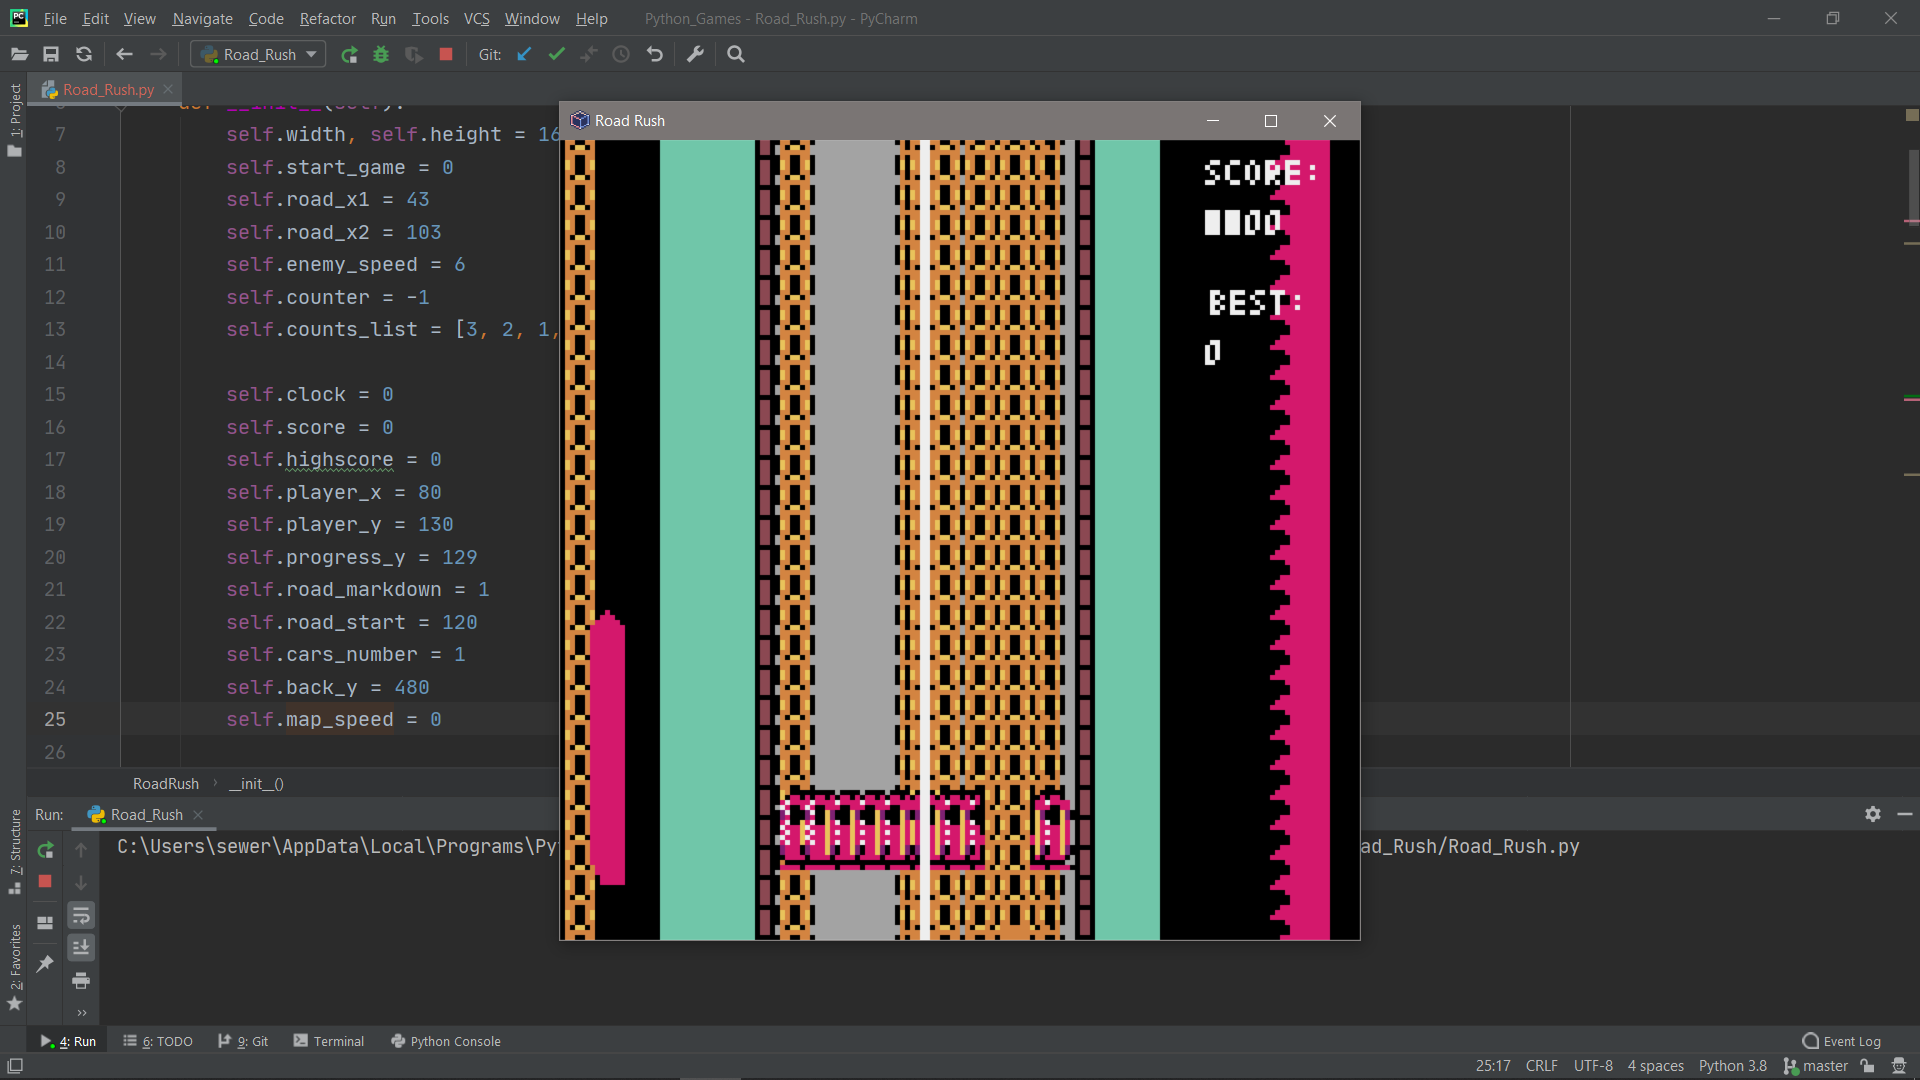 PC File Edit View Navigate Code Refactor Run Tools VCS Window Help Python_Games - Road_Rush.py - PyCharm
Road_Rush Git:
1: Project
Road_Rush.py
7 self.width, self.height = 16
8 self.start_game = 0
9 self.road_x1 = 43
10 self.road_x2 = 103
11 self.enemy_speed = 6
12 self.counter = -1
13 self.counts_list = [3, 2, 1,
14
15 self.clock = 0
16 self.score = 0
17 self.highscore = 0
18 self.player_x = 80
19 self.player_y = 130
20 self.progress_y = 129
21 self.road_markdown = 1
22 self.road_start = 120
23 self.cars_number = 1
24 self.back_y = 480
25 self.map_speed = 0
26
RoadRush › __init__()
Road Rush
SCORE:
00
BEST:
0
Run: Road_Rush
C:\Users\sewer\AppData\Local\Programs\Py
ad_Rush/Road_Rush.py
7: Structure
2: Favorites
4: Run 6: TODO 9: Git Terminal Python Console Event Log
25:17 CRLF UTF-8 4 spaces Python 3.8 master